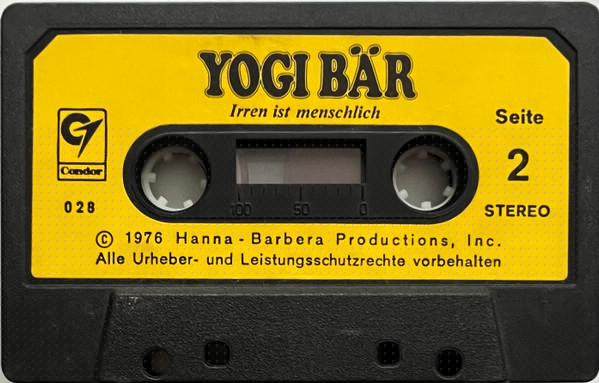 YOGI BÄR
Irren ist menschlich
Seite
2
STEREO
Condor
028
100 50 0
© 1976 Hanna-Barbera Productions, Inc.
Alle Urheber- und Leistungsschutzrechte vorbehalten